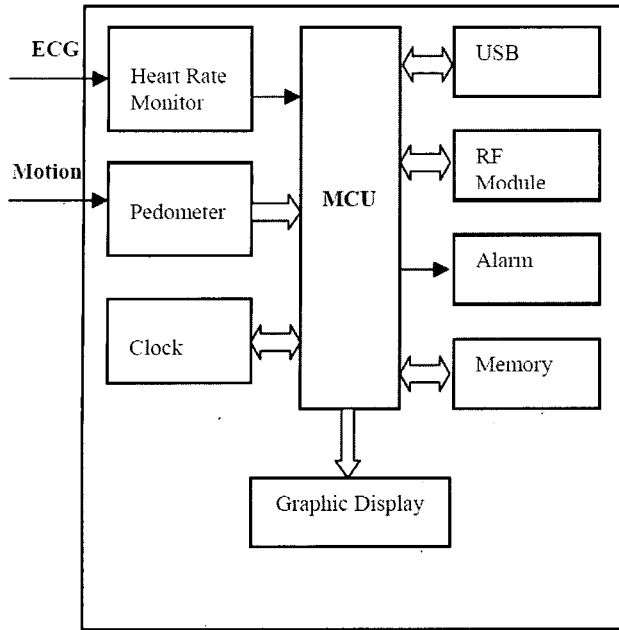 ECG
Heart Rate
Monitor
Motion
Pedometer
Clock
MCU
USB
RF
Module
Alarm
Memory
Graphic Display